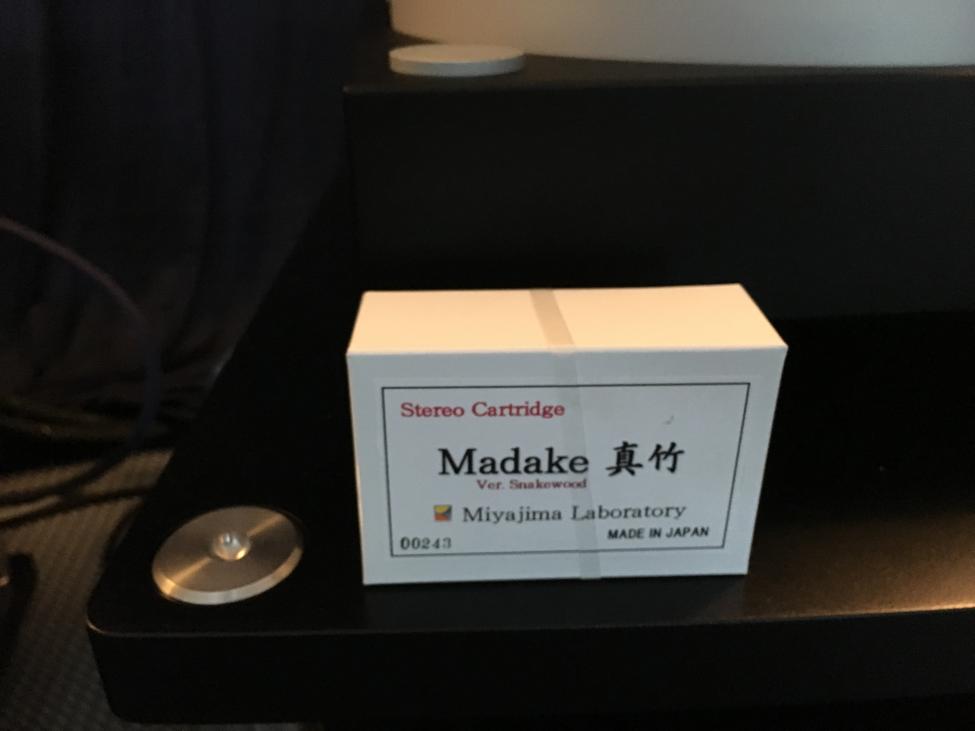 Stereo Cartridge
Madake 真竹
Ver. Snakewood
Miyajima Laboratory
00243 MADE IN JAPAN